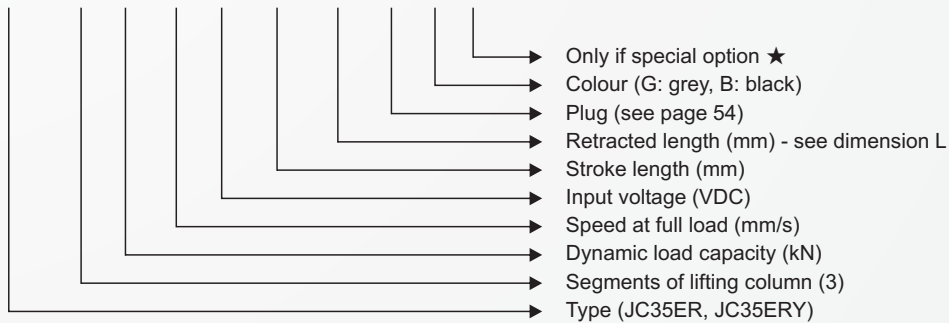 Only if special option ★
Colour (G: grey, B: black)
Plug (see page 54)
Retracted length (mm) - see dimension L
Stroke length (mm)
Input voltage (VDC)
Speed at full load (mm/s)
Dynamic load capacity (kN)
Segments of lifting column (3)
Type (JC35ER, JC35ERY)